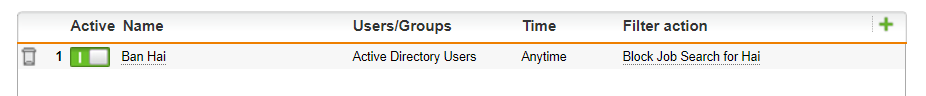 Active Name Users/Groups Time Filter action
1 Ban Hai Active Directory Users Anytime Block Job Search for Hai